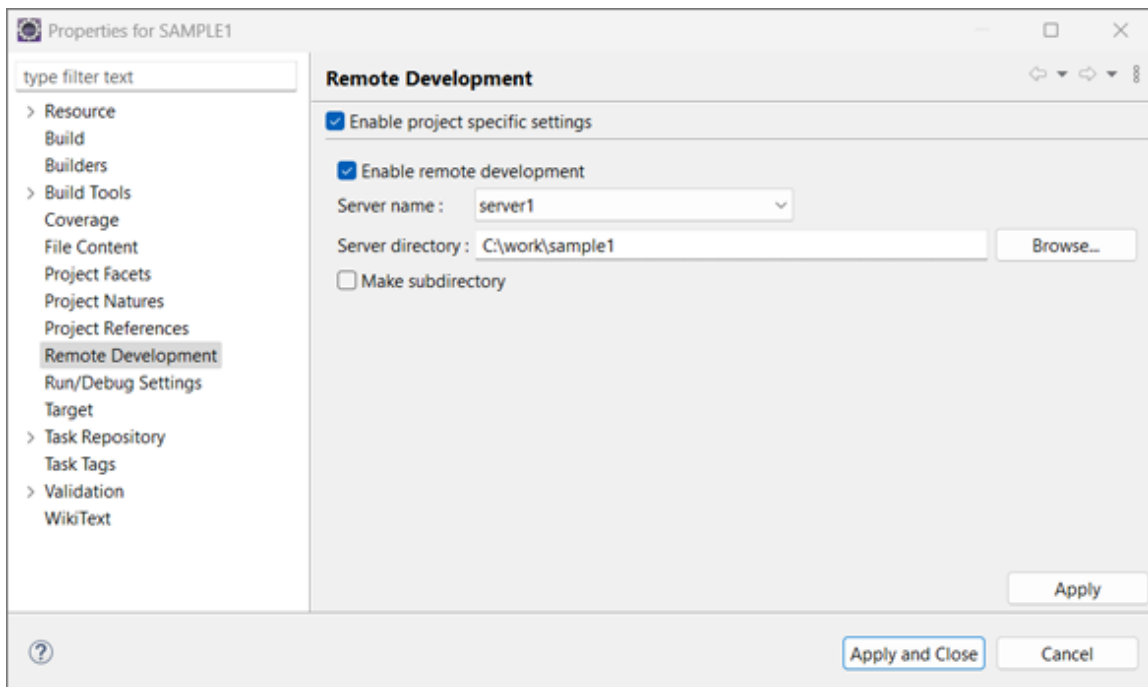 Properties for SAMPLE1
type filter text
Resource
Build
Builders
Build Tools
Coverage
File Content
Project Facets
Project Natures
Project References
Remote Development
Run/Debug Settings
Target
Task Repository
Task Tags
Validation
WikiText
Remote Development
Enable project specific settings
Enable remote development
Server name : server1
Server directory : C:\work\sample1 Browse...
Make subdirectory
Apply
Apply and Close Cancel